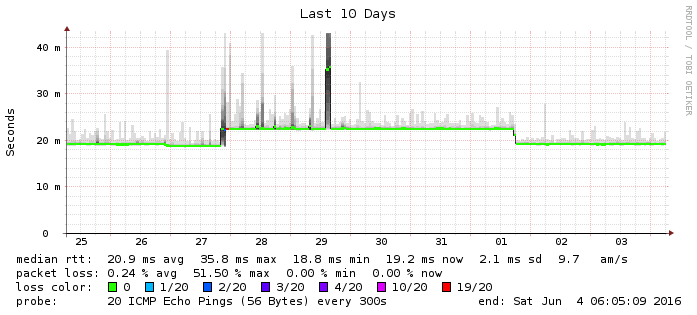 Last 10 Days
RRDTOOL / TOBI OETIKER
Seconds
40 m
30 m
20 m
10 m
0
25 26 27 28 29 30 31 01 02 03
median rtt: 20.9 ms avg 35.8 ms max 18.8 ms min 19.2 ms now 2.1 ms sd 9.7 am/s
packet loss: 0.24 % avg 51.50 % max 0.00 % min 0.00 % now
loss color: 0 1/20 2/20 3/20 4/20 10/20 19/20
probe: 20 ICMP Echo Pings (56 Bytes) every 300s end: Sat Jun 4 06:05:09 2016